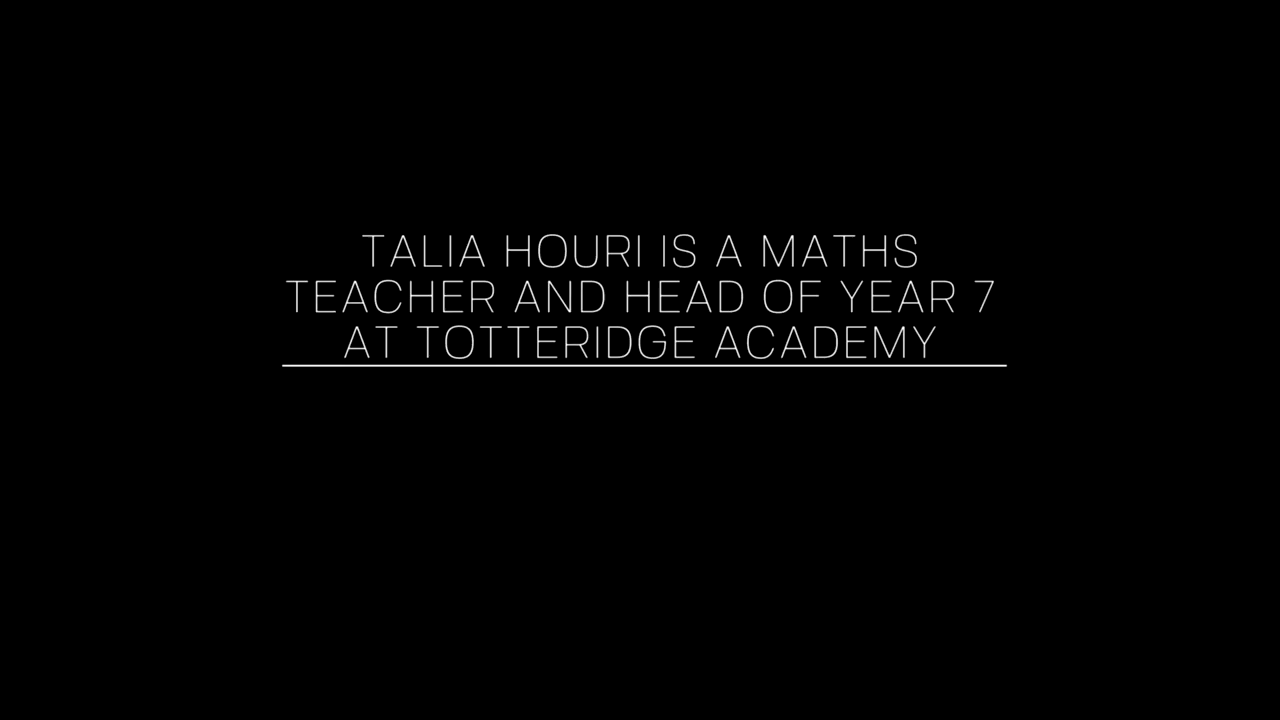 TALIA HOURI IS A MATHS
TEACHER AND HEAD OF YEAR 7
AT TOTTERIDGE ACADEMY